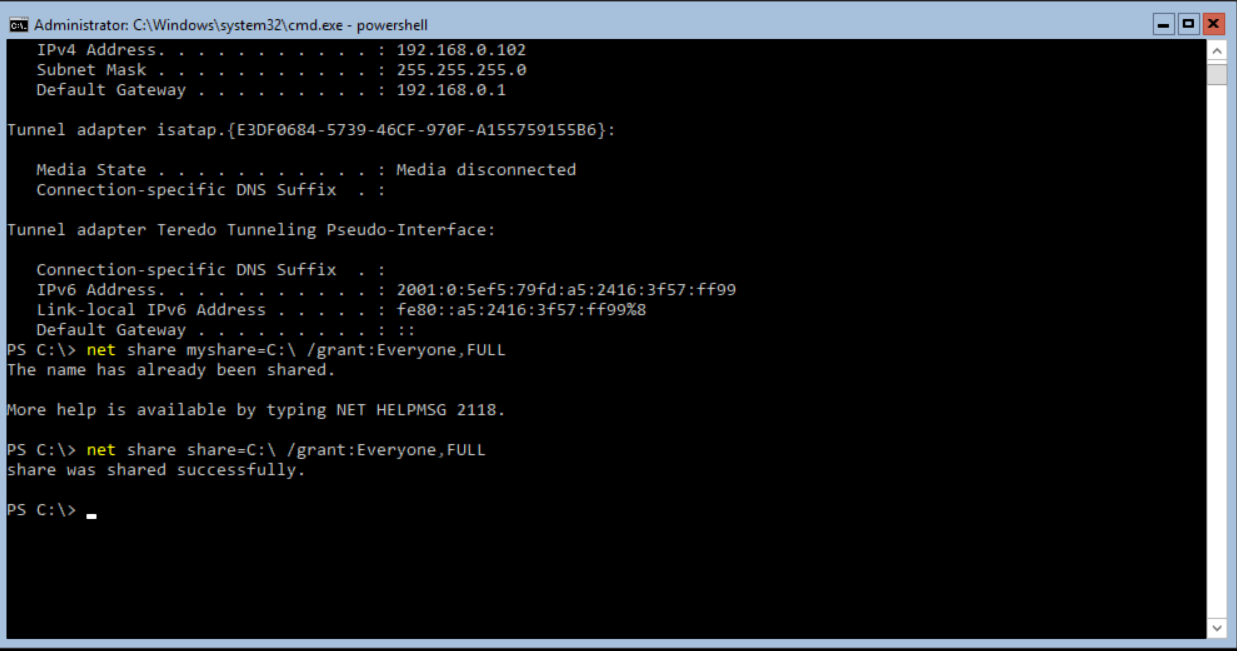 Administrator: C:\Windows\system32\cmd.exe - powershell
IPv4 Address. . . . . . . . . . . : 192.168.0.102
Subnet Mask . . . . . . . . . . . : 255.255.255.0
Default Gateway . . . . . . . . . : 192.168.0.1
Tunnel adapter isatap.{E3DF0684-5739-46CF-970F-A155759155B6}:
Media State . . . . . . . . . . . : Media disconnected
Connection-specific DNS Suffix  . :
Tunnel adapter Teredo Tunneling Pseudo-Interface:
Connection-specific DNS Suffix  . :
IPv6 Address. . . . . . . . . . . : 2001:0:5ef5:79fd:a5:2416:3f57:ff99
Link-local IPv6 Address . . . . . : fe80::a5:2416:3f57:ff99%8
Default Gateway . . . . . . . . . : ::
PS C:\> net share myshare=C:\ /grant:Everyone,FULL
The name has already been shared.
More help is available by typing NET HELPMSG 2118.
PS C:\> net share share=C:\ /grant:Everyone,FULL
share was shared successfully.
PS C:\>